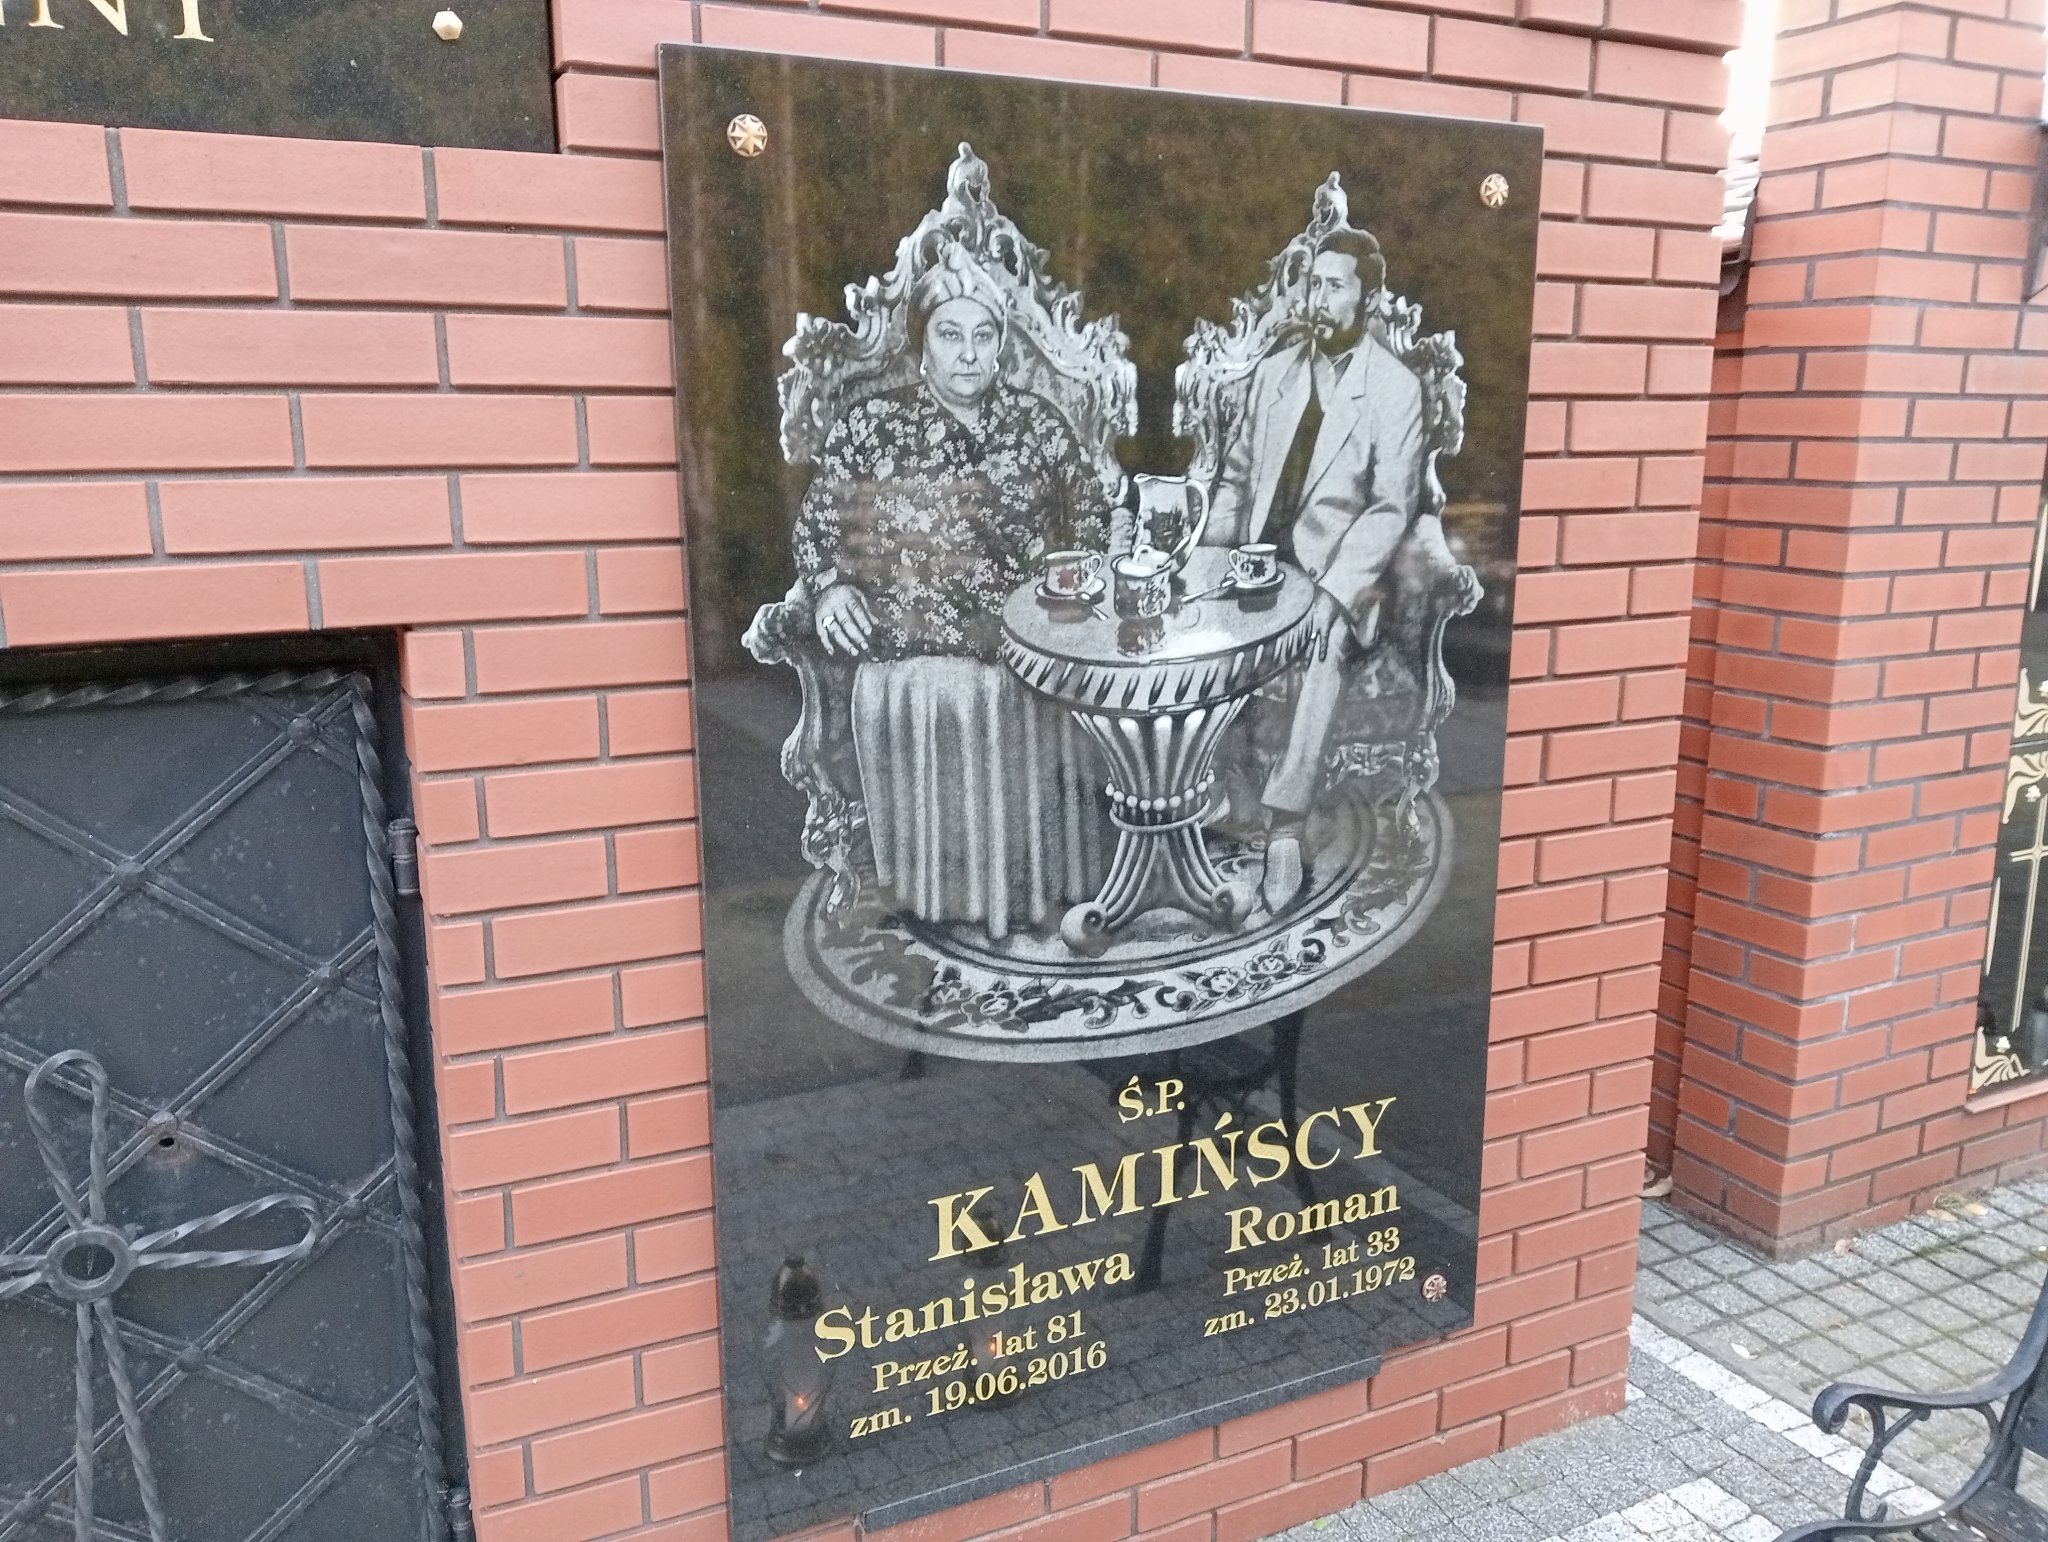 Ś.P.
KAMIŃSCY
Stanisława
Przeż. lat 81
zm. 19.06.2016
Roman
Przeż. lat 33
zm. 23.01.1972